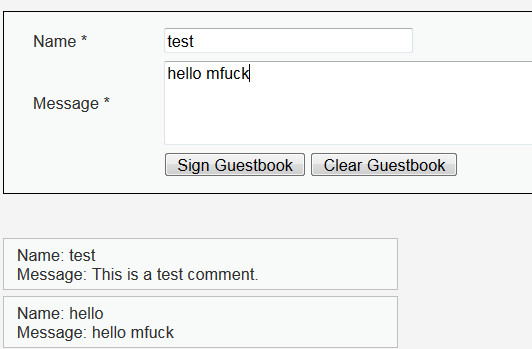 Name * test
hello mfuck
Message *
Sign Guestbook Clear Guestbook
Name: test
Message: This is a test comment.
Name: hello
Message: hello mfuck